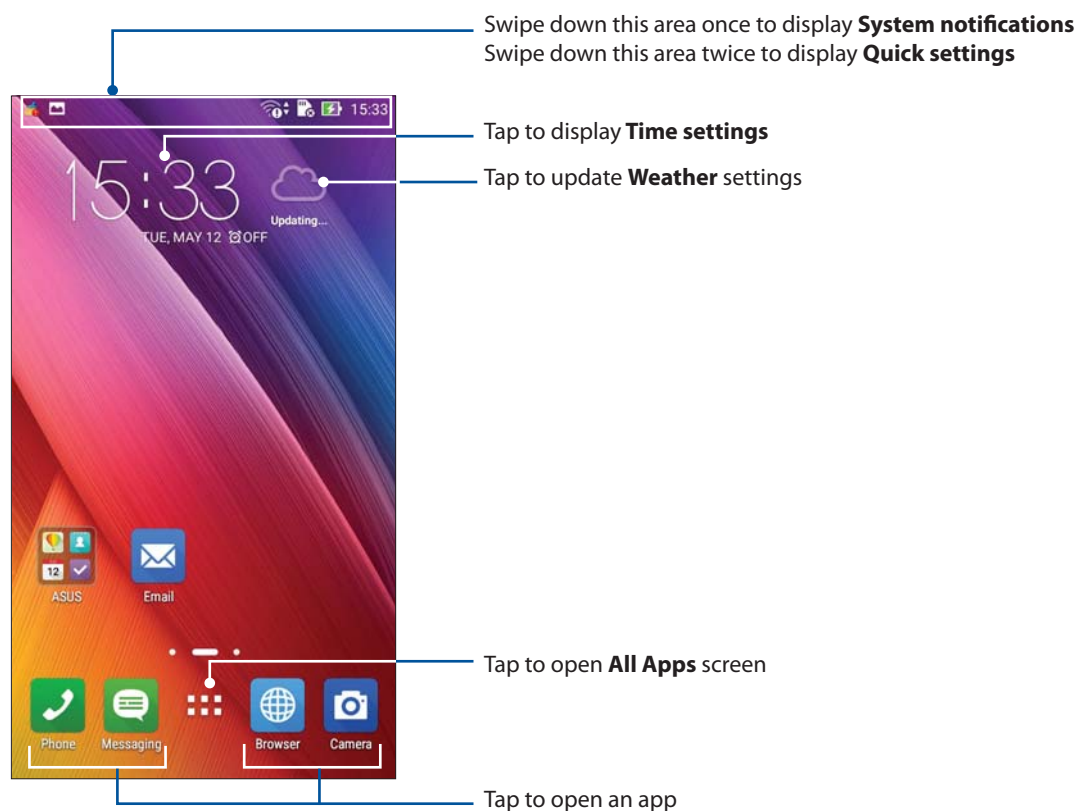 Swipe down this area once to display System notifications
Swipe down this area twice to display Quick settings
15:33
Tap to display Time settings
15:33
Tap to update Weather settings
Updating...
TUE, MAY 12 OFF
12
ASUS
Email
Tap to open All Apps screen
Phone
Messaging
Browser
Camera
Tap to open an app